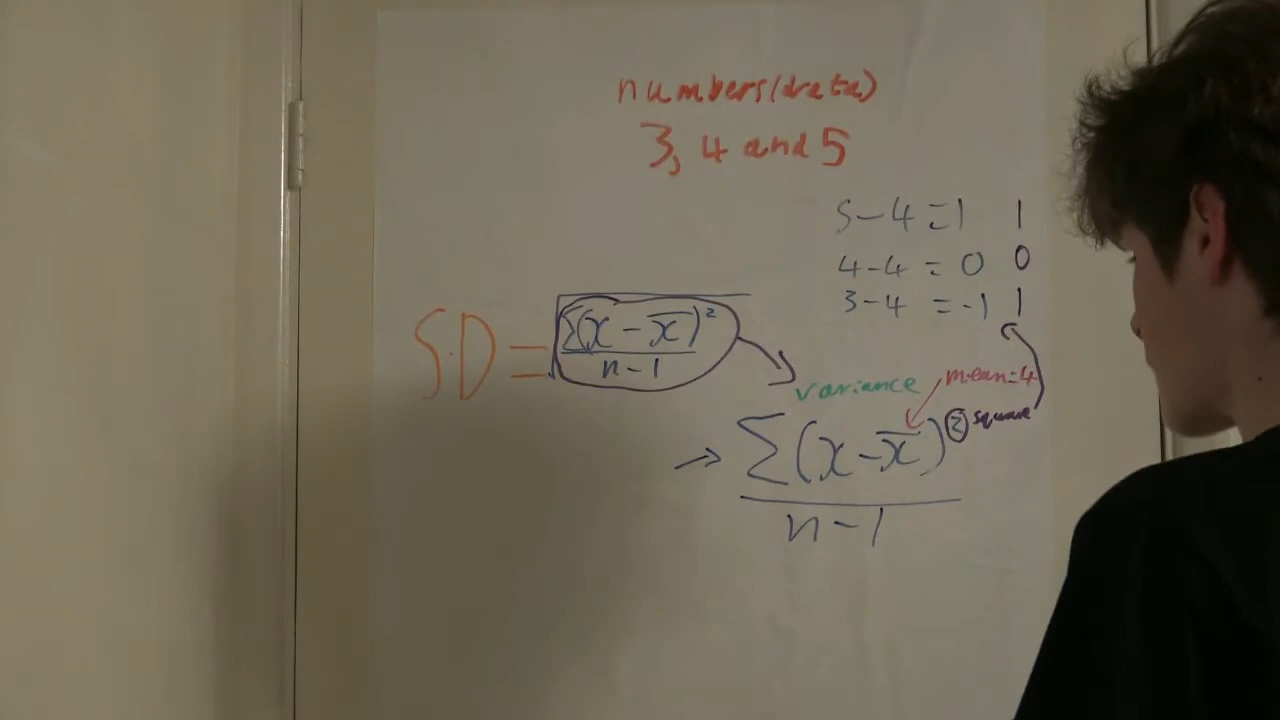 numbers(data)
3, 4 and 5
5-4=1 1
4-4=0 0
3-4=-1 1
S.D = √Σ(x-x̅)²
n-1
variance
mean=4
→ Σ(x-x̅)² square
n-1